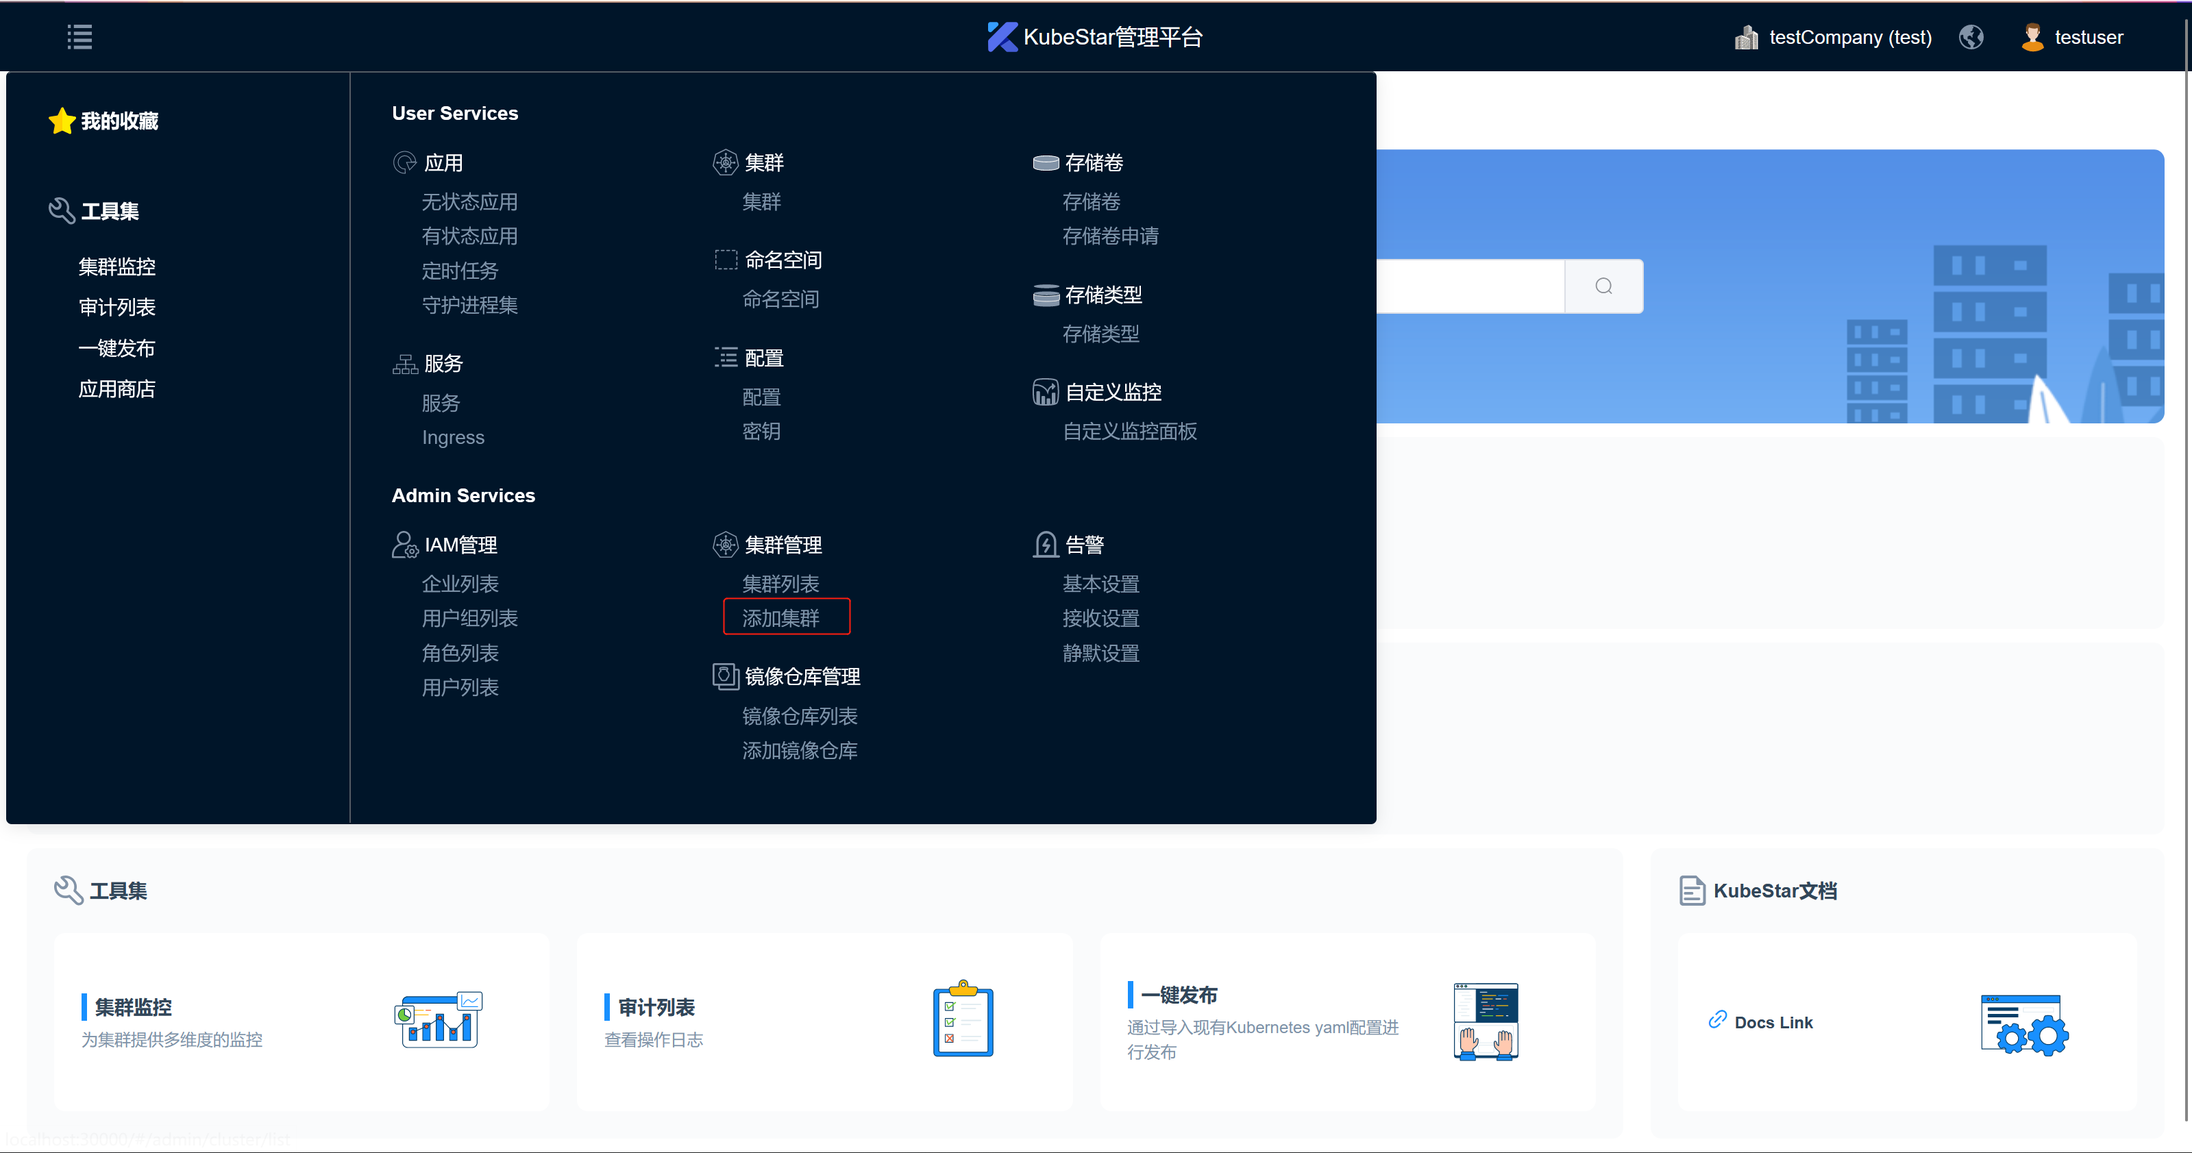 KubeStar管理平台
testCompany (test)
testuser
我的收藏
工具集
集群监控
审计列表
一键发布
应用商店
User Services
应用
无状态应用
有状态应用
定时任务
守护进程集
服务
服务
Ingress
集群
集群
命名空间
命名空间
配置
配置
密钥
存储卷
存储卷
存储卷申请
存储类型
存储类型
自定义监控
自定义监控面板
Admin Services
IAM管理
企业列表
用户组列表
角色列表
用户列表
集群管理
集群列表
添加集群
镜像仓库管理
镜像仓库列表
添加镜像仓库
告警
基本设置
接收设置
静默设置
工具集
集群监控
为集群提供多维度的监控
审计列表
查看操作日志
一键发布
通过导入现有Kubernetes yaml配置进
行发布
KubeStar文档
Docs Link
localhost:30000/#/admin/cluster/list